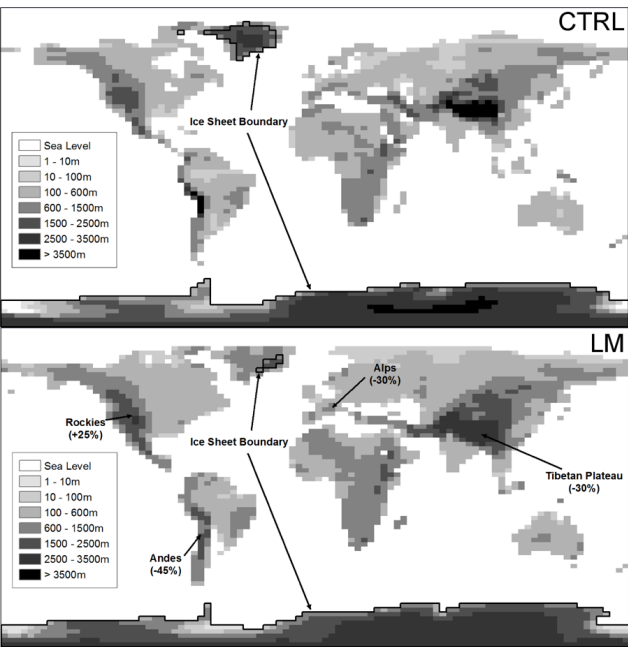 CTRL
Ice Sheet Boundary
Sea Level
1 - 10m
10 - 100m
100 - 600m
600 - 1500m
1500 - 2500m
2500 - 3500m
> 3500m
LM
Alps
(-30%)
Rockies
(+25%)
Ice Sheet Boundary
Tibetan Plateau
(-30%)
Sea Level
1 - 10m
10 - 100m
100 - 600m
600 - 1500m
1500 - 2500m
2500 - 3500m
> 3500m
Andes
(-45%)